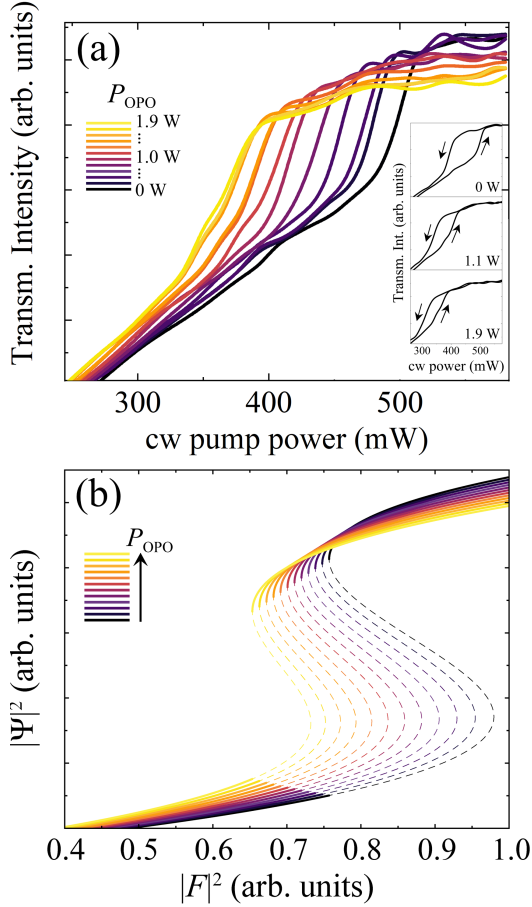 (a)
P_OPO
1.9 W
...
1.0 W
...
0 W
Transm. Intensity (arb. units)
Transm. Int. (arb. units)
0 W
1.1 W
1.9 W
300 400 500
cw power (mW)
300 400 500
cw pump power (mW)
(b)
P_OPO
|Ψ|² (arb. units)
0.4 0.5 0.6 0.7 0.8 0.9 1.0
|F|² (arb. units)